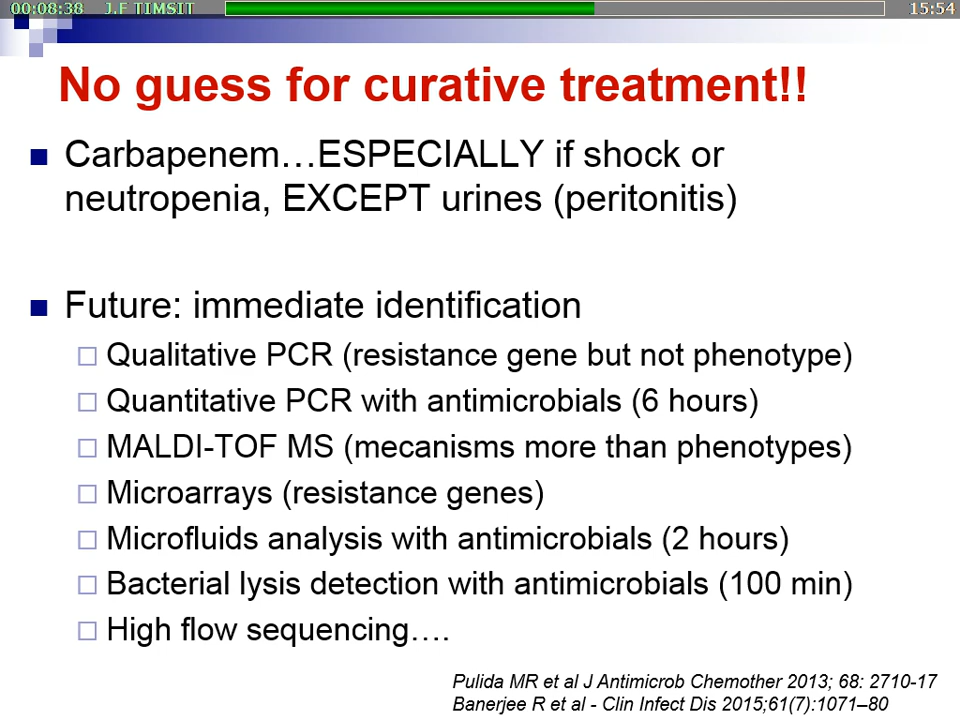 00:08:38 J.F TIMSIT 15:54
No guess for curative treatment!!
Carbapenem…ESPECIALLY if shock or
neutropenia, EXCEPT urines (peritonitis)
Future: immediate identification
Qualitative PCR (resistance gene but not phenotype)
Quantitative PCR with antimicrobials (6 hours)
MALDI-TOF MS (mecanisms more than phenotypes)
Microarrays (resistance genes)
Microfluids analysis with antimicrobials (2 hours)
Bacterial lysis detection with antimicrobials (100 min)
High flow sequencing….
Pulida MR et al J Antimicrob Chemother 2013; 68: 2710-17
Banerjee R et al - Clin Infect Dis 2015;61(7):1071–80